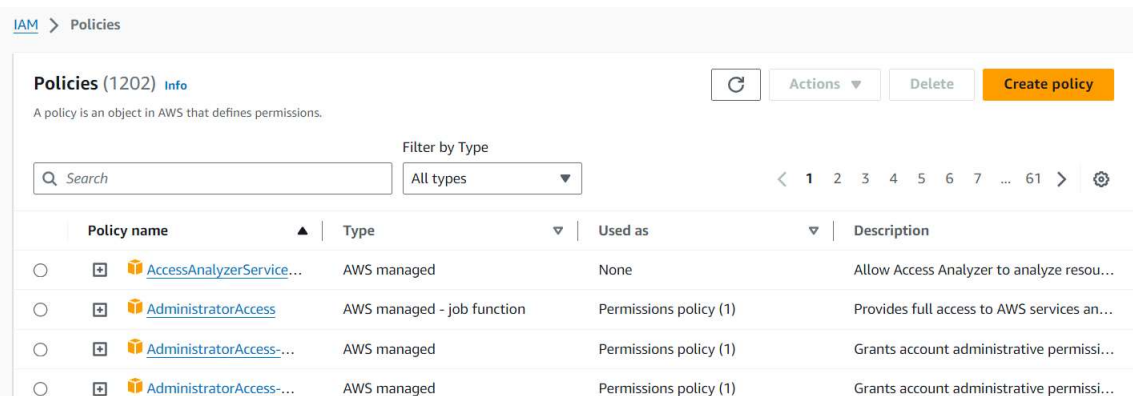 IAM > Policies
Policies (1202) Info
Actions Delete Create policy
A policy is an object in AWS that defines permissions.
Filter by Type
Search All types 1 2 3 4 5 6 7 ... 61
Policy name Type Used as Description
AccessAnalyzerService... AWS managed None Allow Access Analyzer to analyze resou...
AdministratorAccess AWS managed - job function Permissions policy (1) Provides full access to AWS services an...
AdministratorAccess-... AWS managed Permissions policy (1) Grants account administrative permissi...
AdministratorAccess-... AWS managed Permissions policy (1) Grants account administrative permissi...